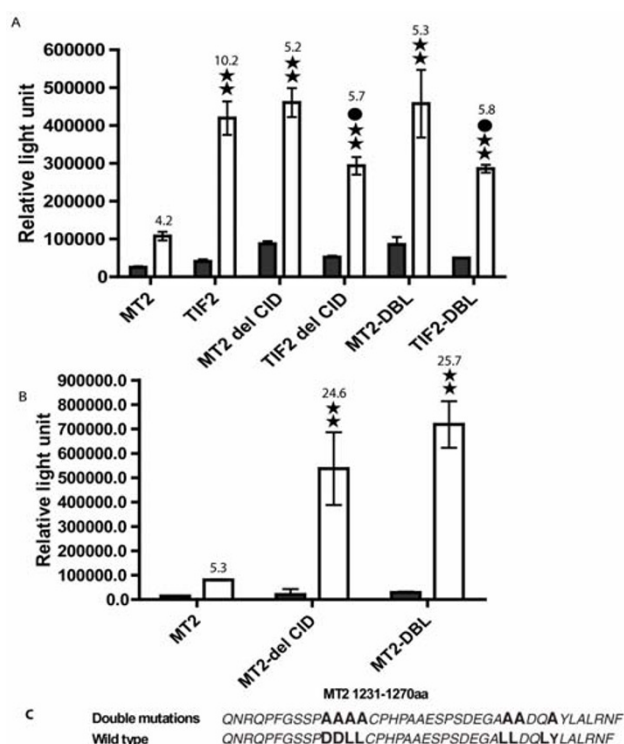 A
600000
500000
400000
300000
200000
100000
0
Relative light unit
4.2
10.2
5.2
5.7
5.3
5.8
MT2
TIF2
MT2 del CID
TIF2 del CID
MT2-DBL
TIF2-DBL
B
900000.0
800000.0
700000.0
600000.0
500000.0
400000.0
300000.0
200000.0
100000.0
0.0
Relative light unit
5.3
24.6
25.7
MT2
MT2-del CID
MT2-DBL
MT2 1231-1270aa
C
Double mutations QNRQPFGSSPAAAACPHPAAESPSDEGAAADQAYLALRNF
Wild type QNRQPFGSSPDDLLCPHPAAESPSDEGALLDQLYLALRNF